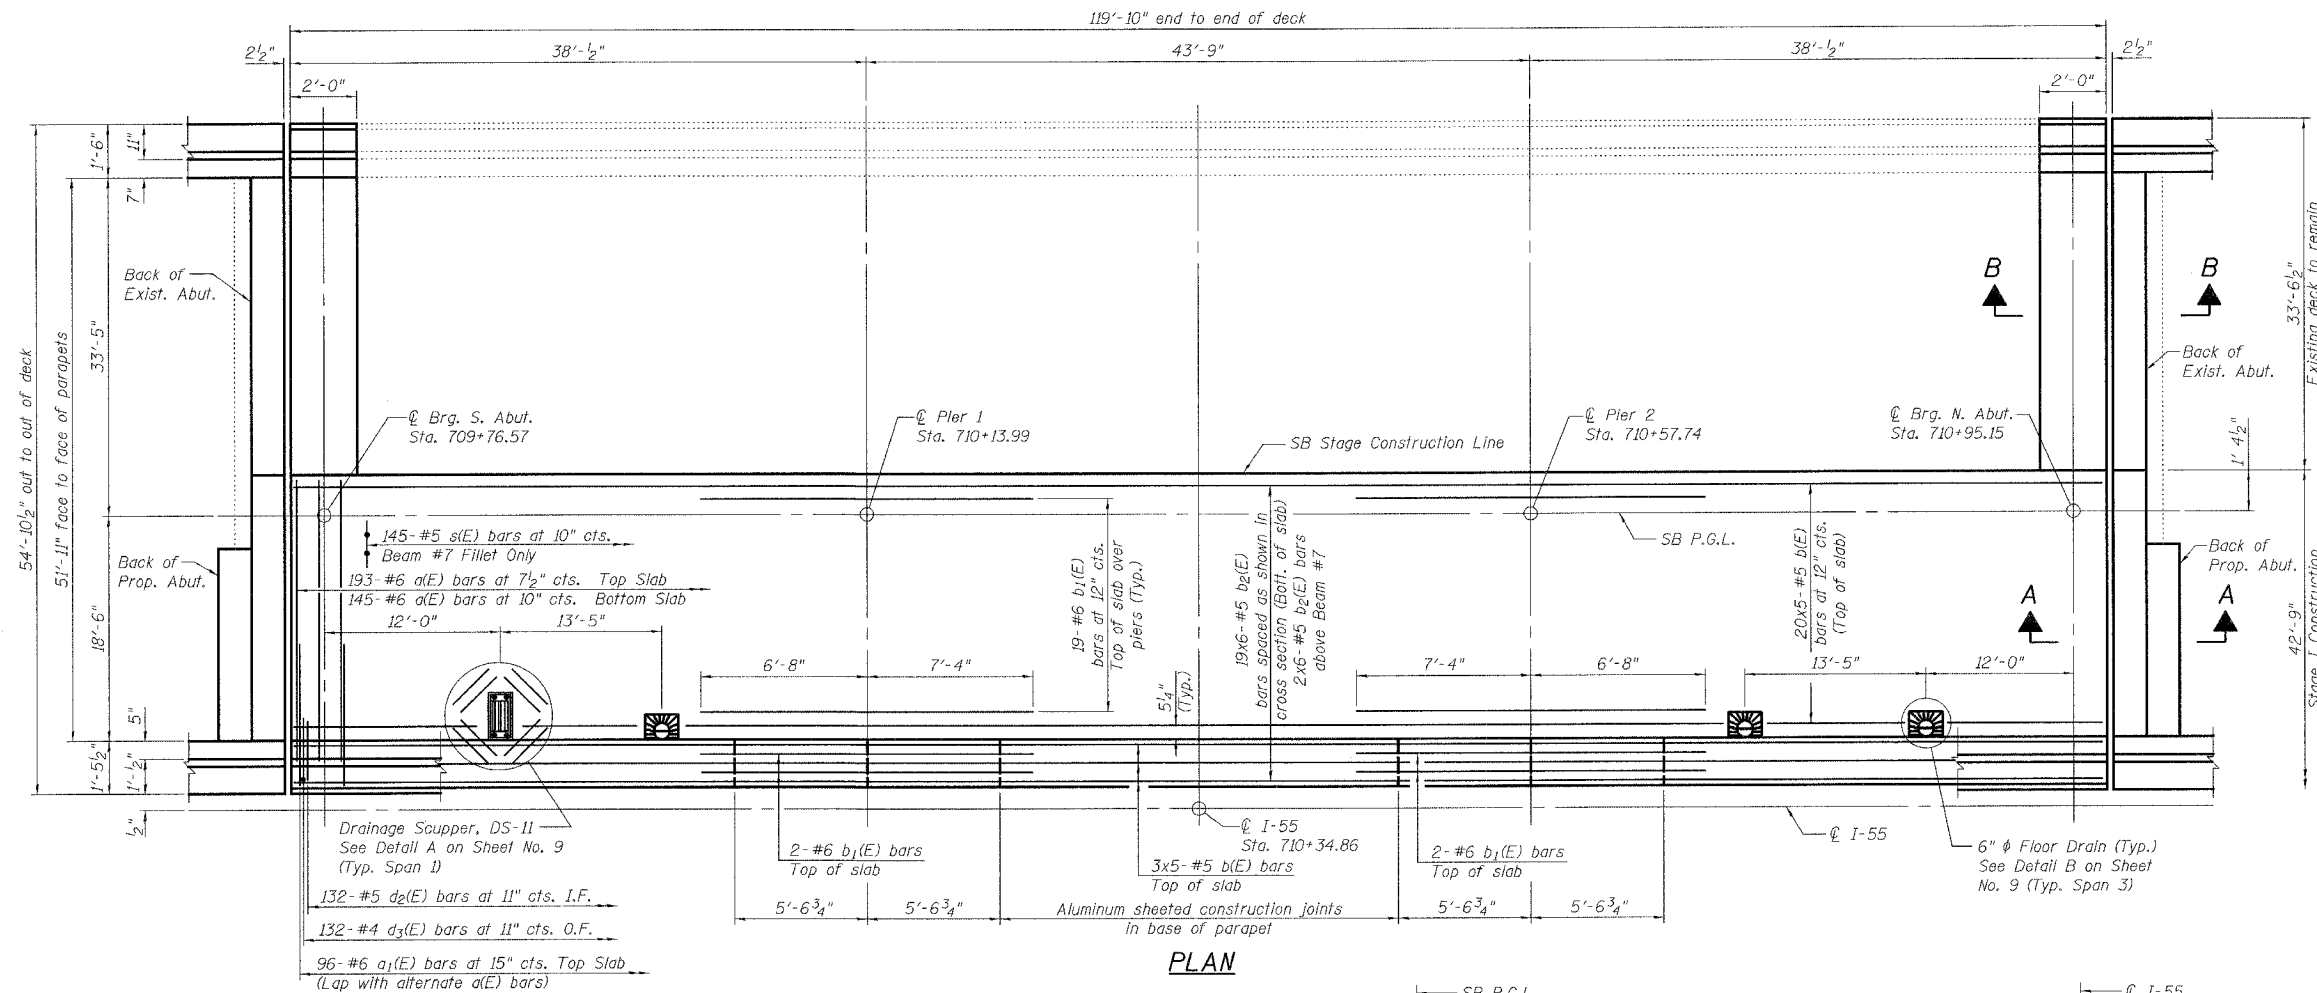 119'-10" end to end of deck
2½"
38'-½"
43'-9"
38'-½"
2½"
2'-0"
2'-0"
54'-10½" out to out of deck
51'-11" face to face of parapets
1'-6"
11"
7"
33'-5"
18'-6"
5"
1'-5½"
1'-½"
½"
Back of
Exist. Abut.
Back of
Prop. Abut.
℄ Brg. S. Abut.
Sta. 709+76.57
℄ Pier 1
Sta. 710+13.99
℄ Pier 2
Sta. 710+57.74
℄ Brg. N. Abut.
Sta. 710+95.15
SB Stage Construction Line
SB P.G.L.
B
B
33'-6½"
Existing deck to remain
Back of
Exist. Abut.
1' 4½"
Back of
Prop. Abut.
A
A
42'-9"
Stage I Construction
145-#5 s(E) bars at 10" cts.
Beam #7 Fillet Only
193-#6 a(E) bars at 7½" cts. Top Slab
145-#6 a(E) bars at 10" cts. Bottom Slab
12'-0"
13'-5"
6'-8"
7'-4"
19-#6 b1(E)
bars at 12" cts.
Top of slab over
piers (Typ.)
5¼"
(Typ.)
19x6-#5 b2(E)
bars spaced as shown in
cross section (Bott. of slab)
2x6-#5 b2(E) bars
above Beam #7
20x5-#5 b(E)
bars at 12" cts.
(Top of slab)
7'-4"
6'-8"
13'-5"
12'-0"
Drainage Scupper, DS-11
See Detail A on Sheet No. 9
(Typ. Span 1)
132-#5 d2(E) bars at 11" cts. I.F.
132-#4 d3(E) bars at 11" cts. O.F.
96-#6 a1(E) bars at 15" cts. Top Slab
(Lap with alternate a(E) bars)
2-#6 b1(E) bars
Top of slab
℄ I-55
Sta. 710+34.86
3x5-#5 b(E) bars
Top of slab
2-#6 b1(E) bars
Top of slab
℄ I-55
6" ϕ Floor Drain (Typ.)
See Detail B on Sheet
No. 9 (Typ. Span 3)
5'-6¾"
5'-6¾"
Aluminum sheeted construction joints
in base of parapet
5'-6¾"
5'-6¾"
PLAN
SB P.G.L.
℄ I-55